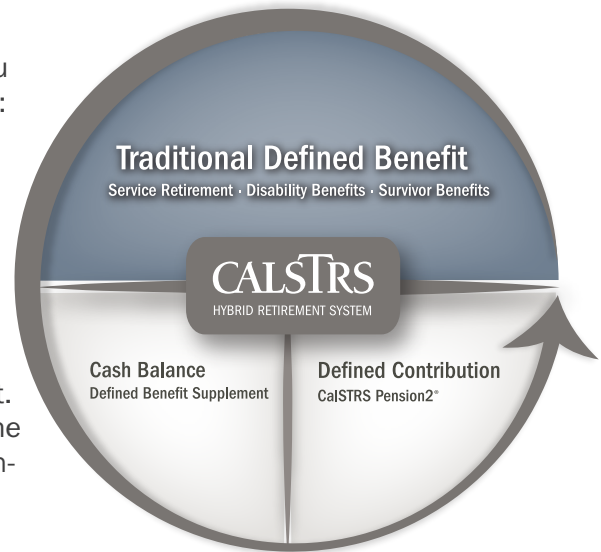 Traditional Defined Benefit
Service Retirement · Disability Benefits · Survivor Benefits
CALSTRS
HYBRID RETIREMENT SYSTEM
Cash Balance
Defined Benefit Supplement
Defined Contribution
CalSTRS Pension2®